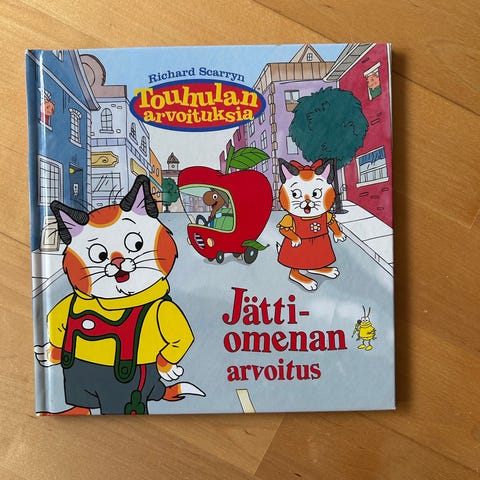 Richard Scarryn
Touhulan
arvoituksia
Jätti-
omenan
arvoitus